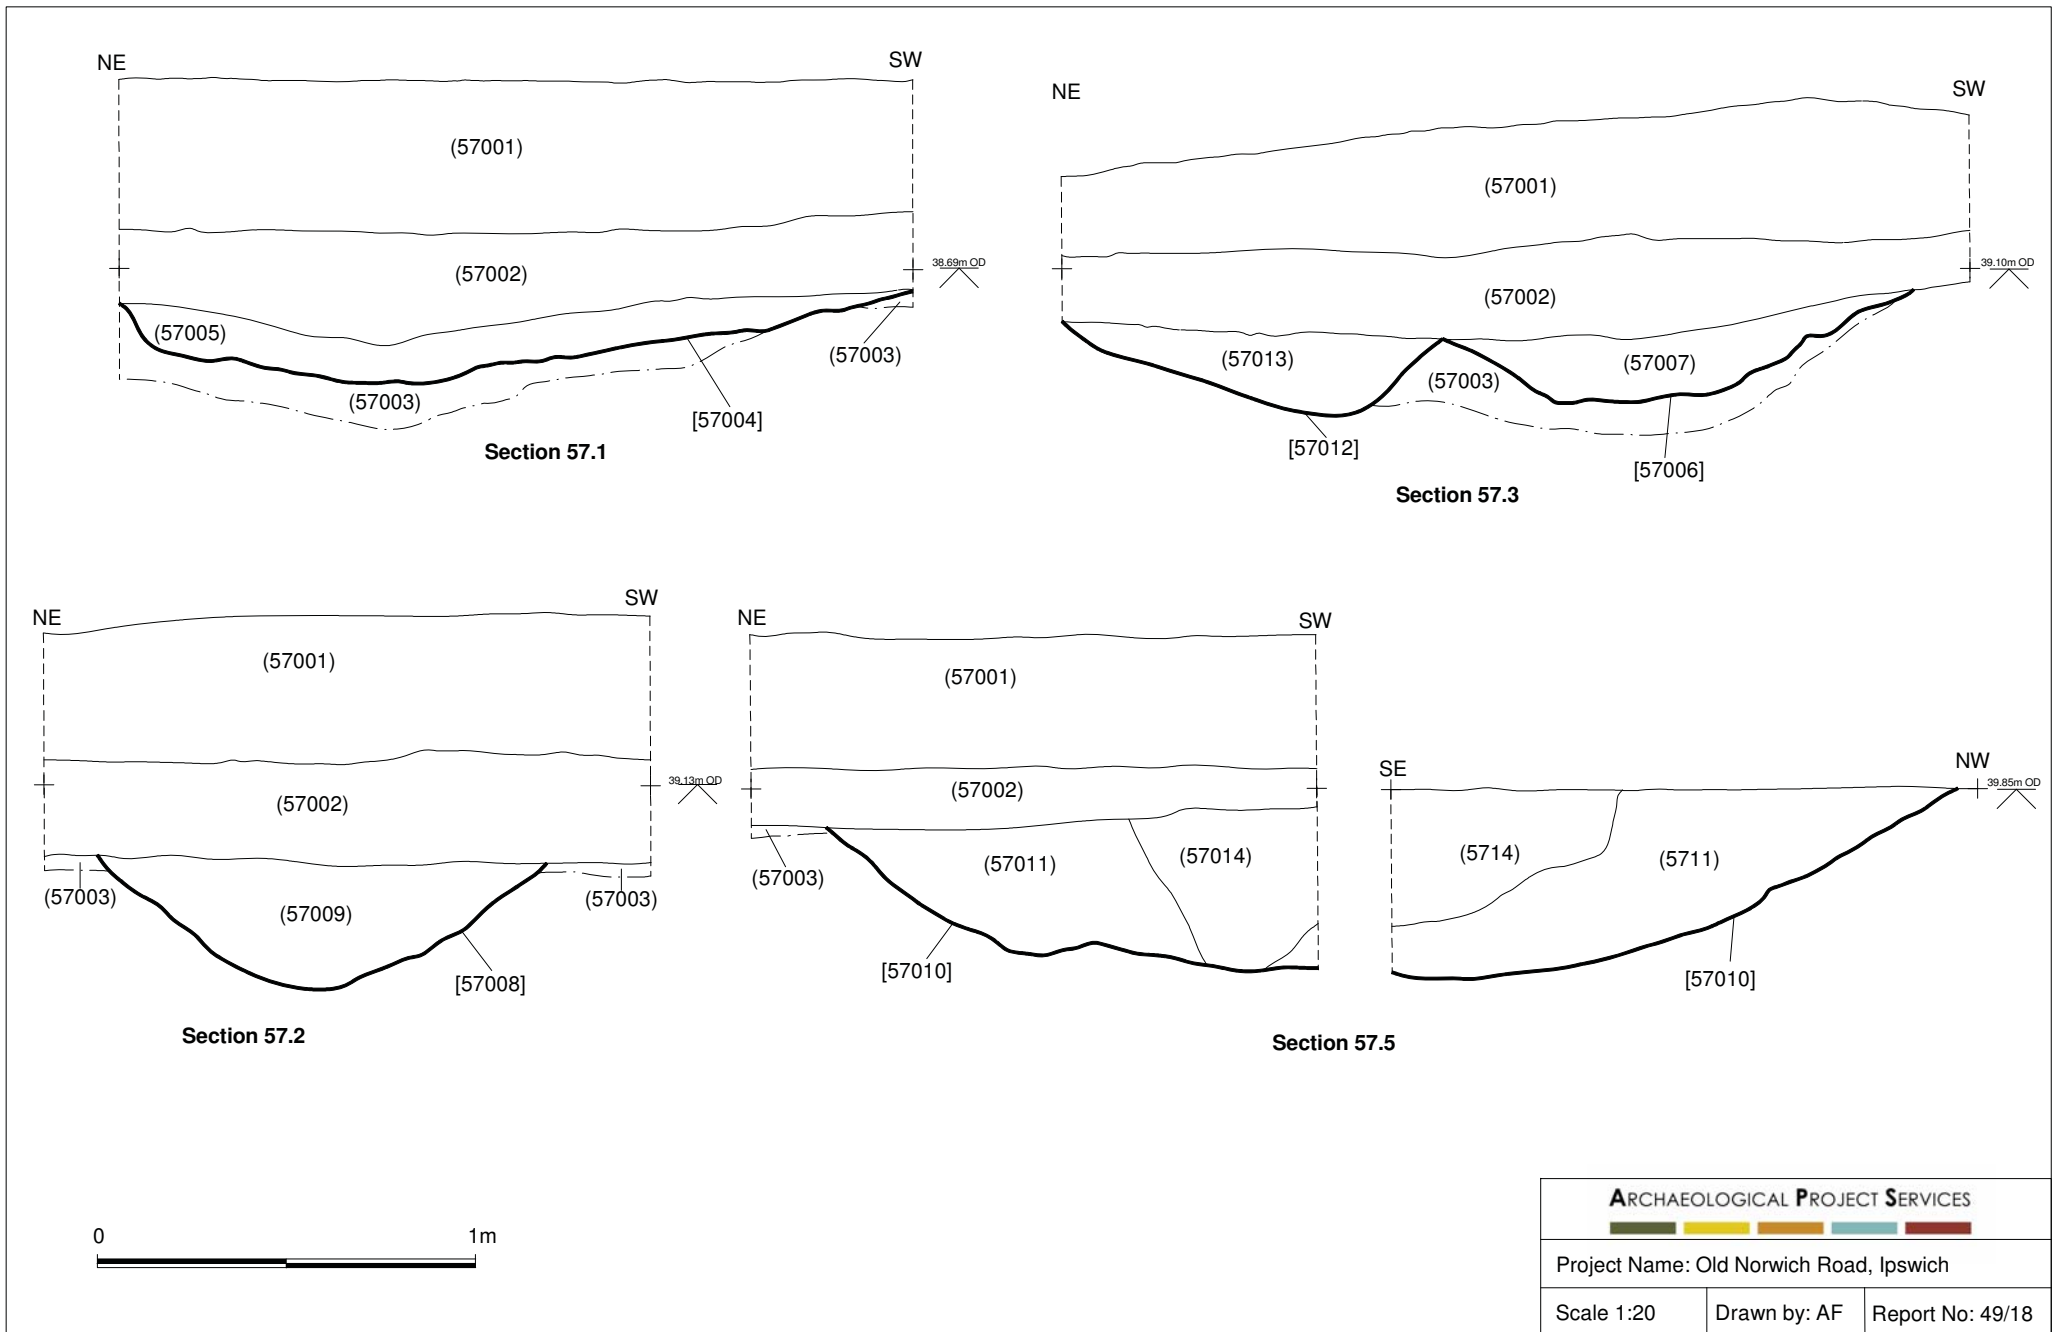 NE
SW
(57001)
(57002)
38.69m OD
(57005)
(57003)
(57003)
[57004]
Section 57.1
NE
SW
(57001)
(57002)
39.10m OD
(57013)
(57003)
(57007)
[57012]
[57006]
Section 57.3
NE
SW
(57001)
(57002)
39.13m OD
(57003)
(57009)
(57003)
[57008]
Section 57.2
NE
SW
(57001)
(57002)
(57003)
(57011)
(57014)
[57010]
SE
NW
39.85m OD
(5714)
(5711)
[57010]
Section 57.5
0
1m
ARCHAEOLOGICAL PROJECT SERVICES
Project Name: Old Norwich Road, Ipswich
Scale 1:20
Drawn by: AF
Report No: 49/18